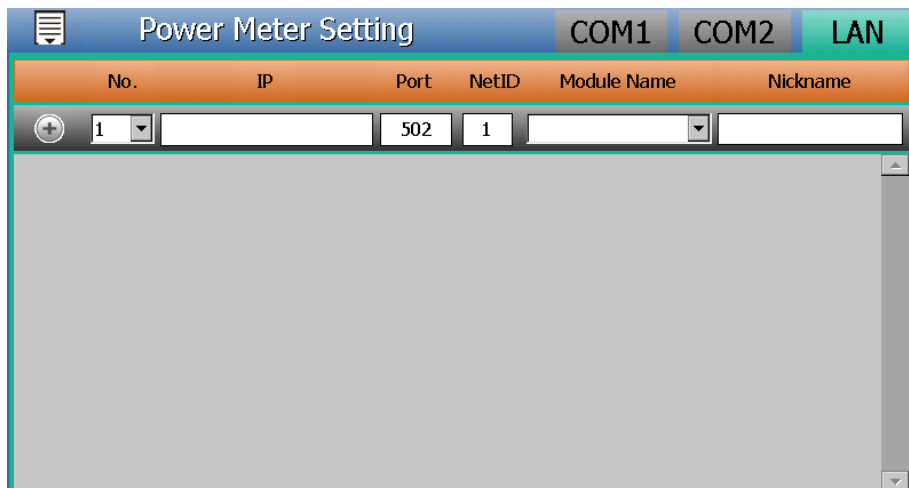 Power Meter Setting COM1 COM2 LAN
No. IP Port NetID Module Name Nickname
1 502 1